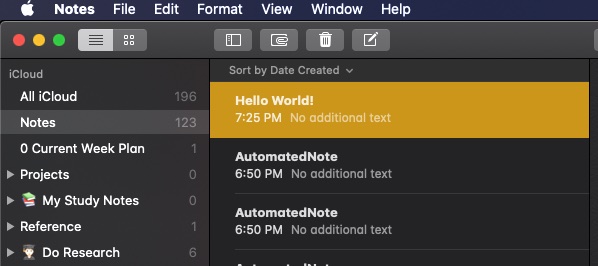 Notes File Edit Format View Window Help
Sort by Date Created
iCloud
All iCloud 196
Notes 123
0 Current Week Plan 1
Projects 0
My Study Notes 0
Reference 1
Do Research 6
Hello World!
7:25 PM No additional text
AutomatedNote
6:50 PM No additional text
AutomatedNote
6:50 PM No additional text